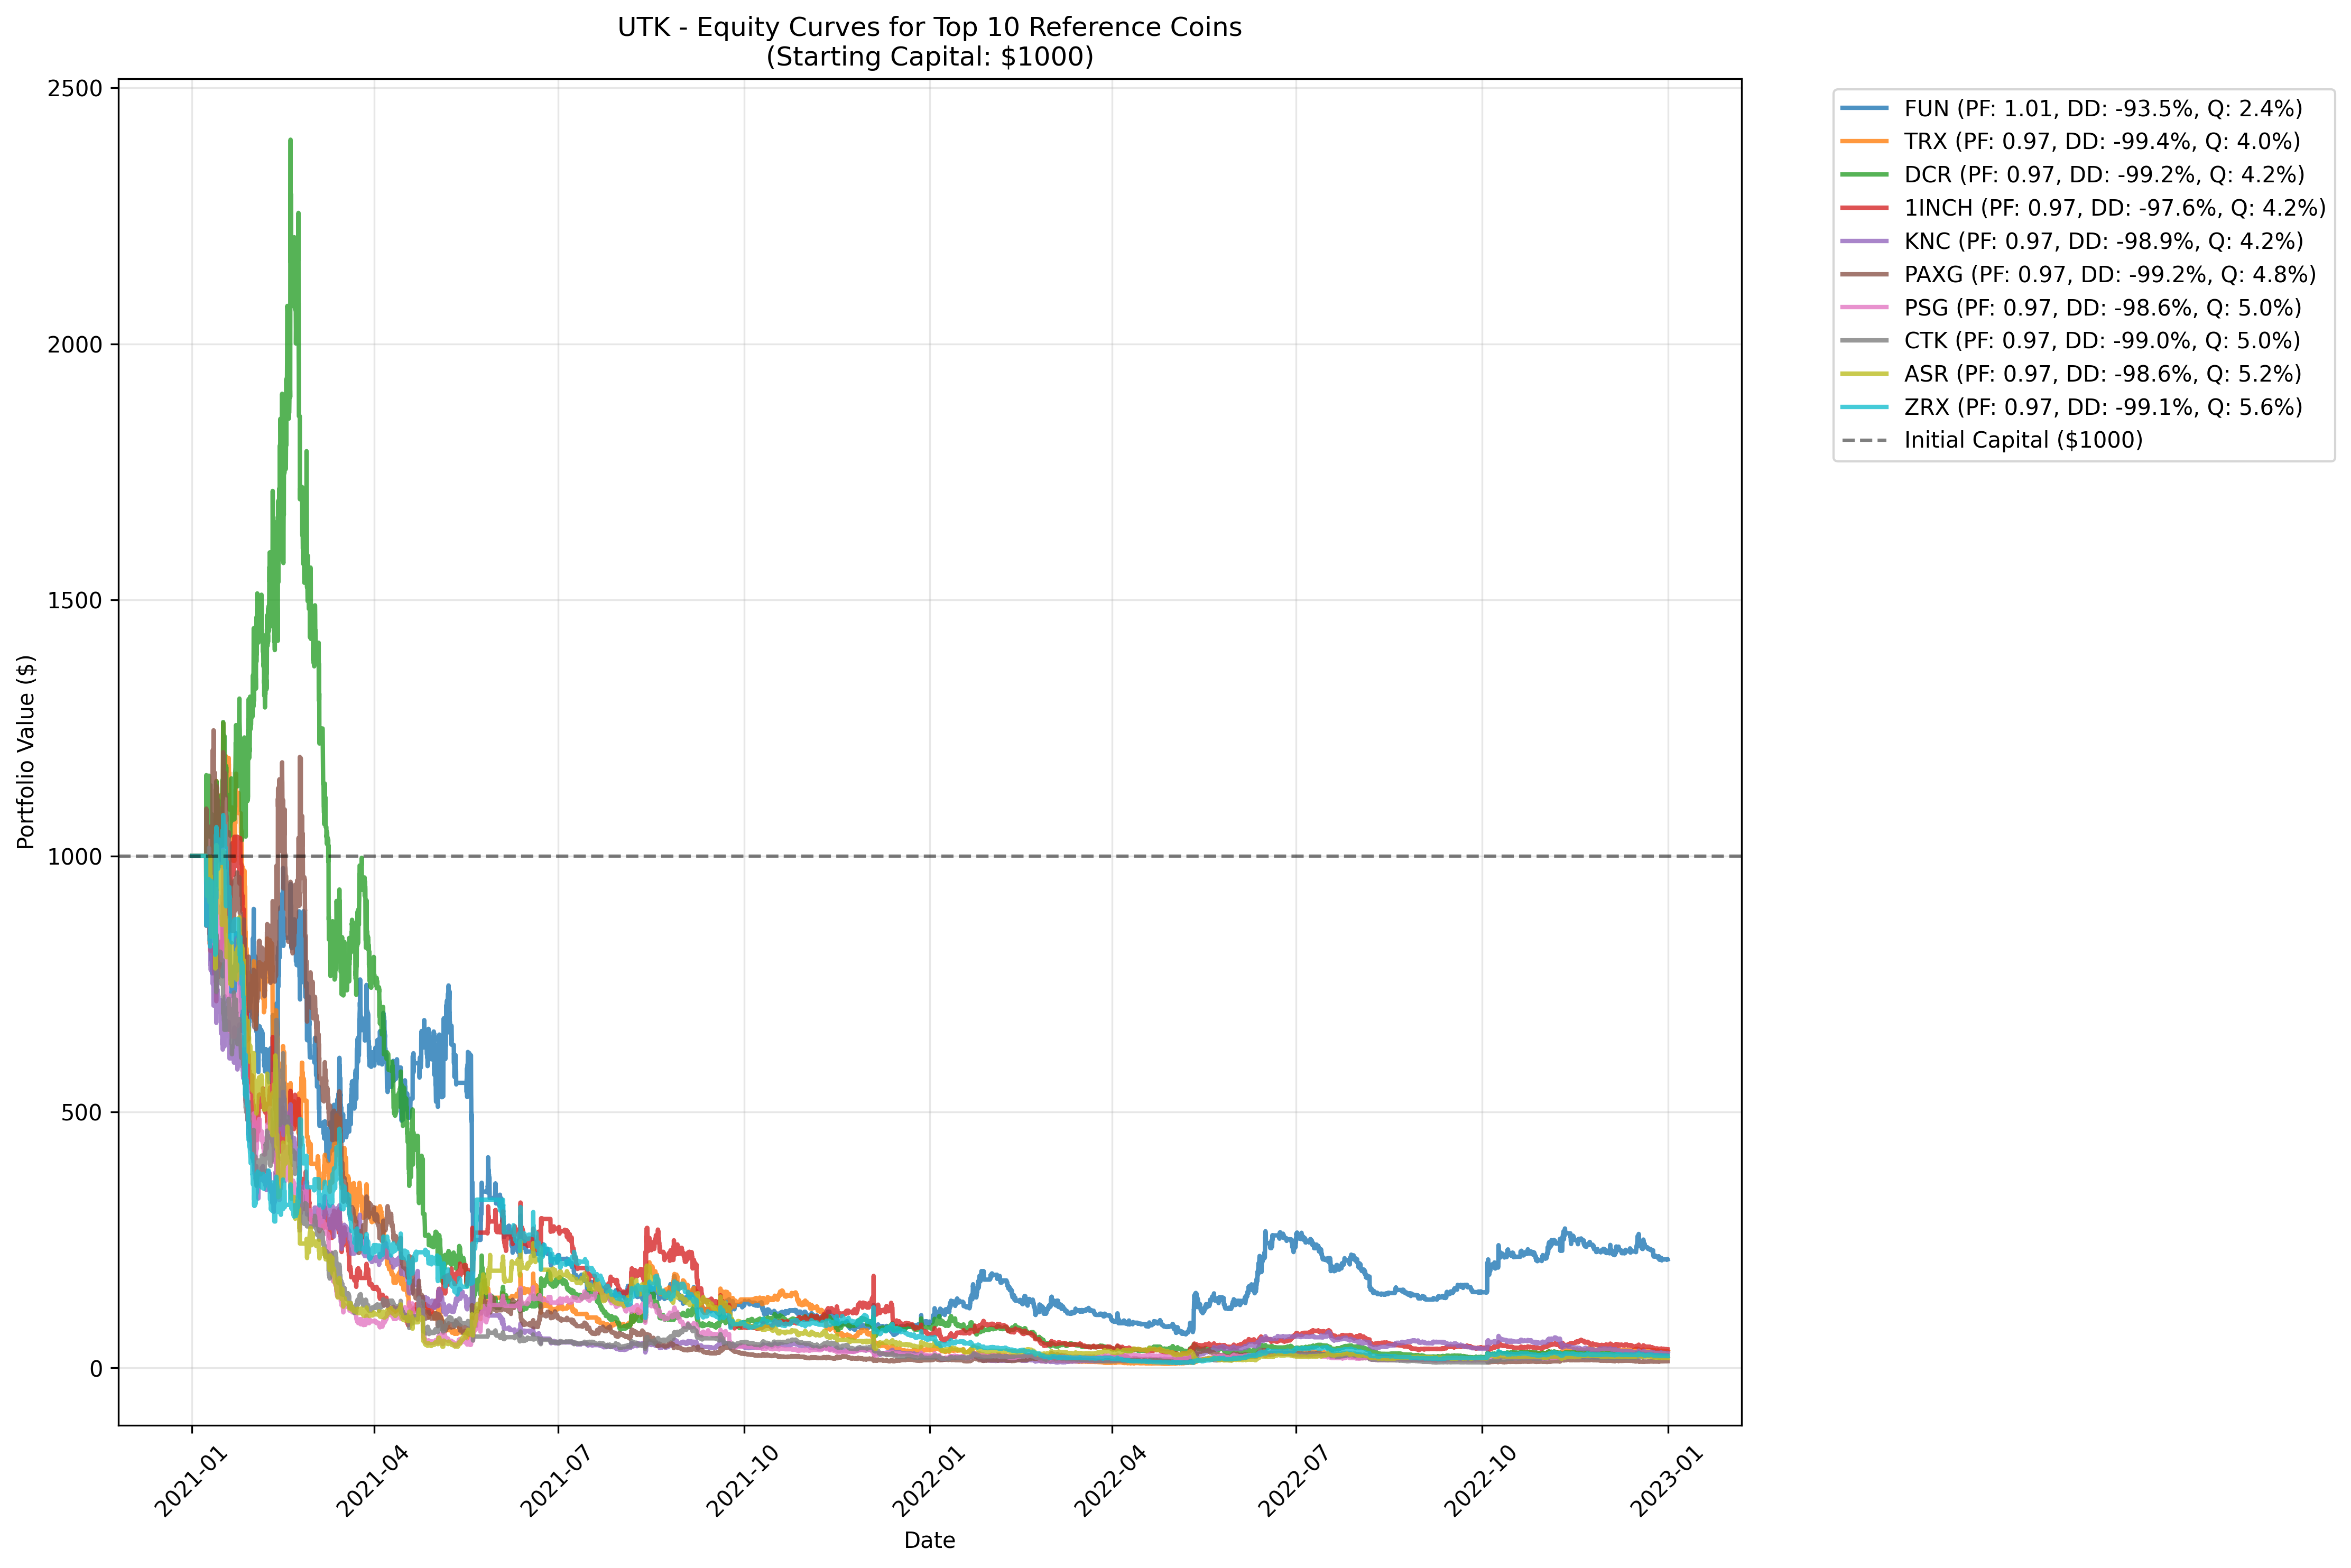 UTK - Equity Curves for Top 10 Reference Coins
(Starting Capital: $1000)
2500
2000
1500
1000
500
0
Portfolio Value ($)
2021-01
2021-04
2021-07
2021-10
2022-01
2022-04
2022-07
2022-10
2023-01
Date
FUN (PF: 1.01, DD: -93.5%, Q: 2.4%)
TRX (PF: 0.97, DD: -99.4%, Q: 4.0%)
DCR (PF: 0.97, DD: -99.2%, Q: 4.2%)
1INCH (PF: 0.97, DD: -97.6%, Q: 4.2%)
KNC (PF: 0.97, DD: -98.9%, Q: 4.2%)
PAXG (PF: 0.97, DD: -99.2%, Q: 4.8%)
PSG (PF: 0.97, DD: -98.6%, Q: 5.0%)
CTK (PF: 0.97, DD: -99.0%, Q: 5.0%)
ASR (PF: 0.97, DD: -98.6%, Q: 5.2%)
ZRX (PF: 0.97, DD: -99.1%, Q: 5.6%)
Initial Capital ($1000)